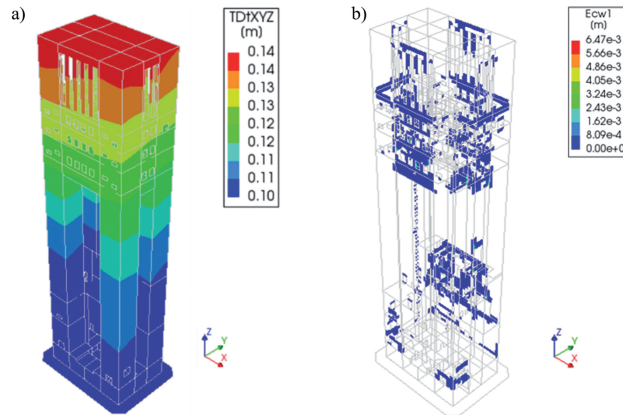 a)
TDtXYZ
(m)
0.14
0.14
0.13
0.13
0.12
0.12
0.11
0.11
0.10
Z
Y
X
b)
Ecw1
(m)
6.47e-3
5.66e-3
4.86e-3
4.05e-3
3.24e-3
2.43e-3
1.62e-3
8.09e-4
0.00e+0
Z
Y
X